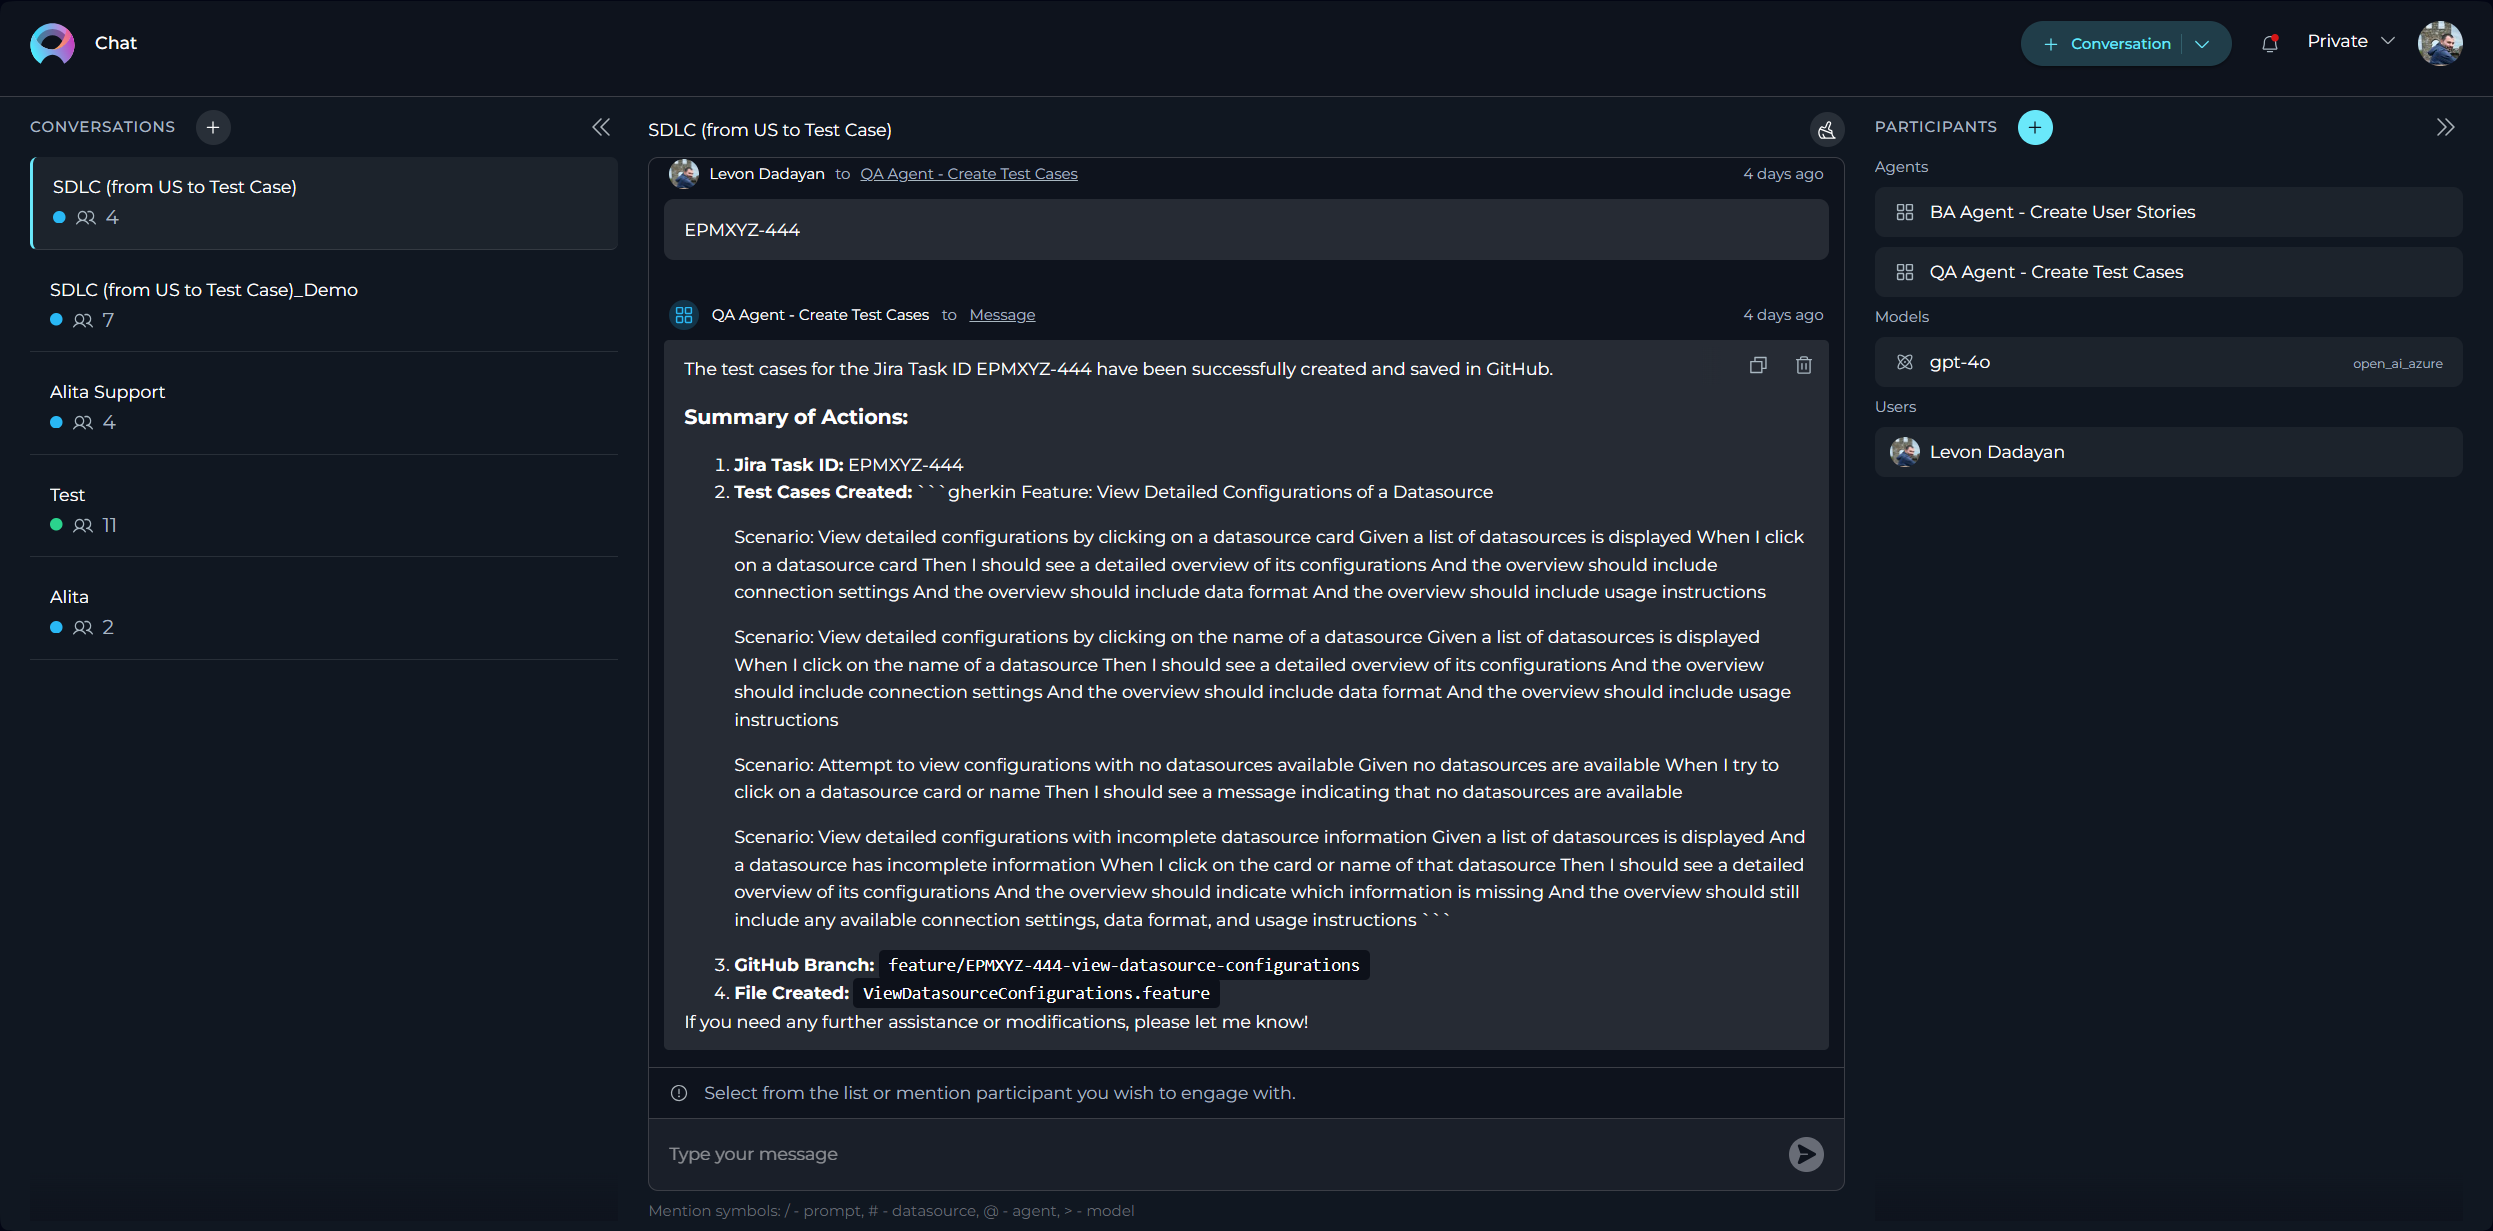 Chat
Conversation
Private
CONVERSATIONS
SDLC (from US to Test Case)
4
SDLC (from US to Test Case)_Demo
7
Alita Support
4
Test
11
Alita
2
SDLC (from US to Test Case)
Levon Dadayan to QA Agent - Create Test Cases 4 days ago
EPMXYZ-444
QA Agent - Create Test Cases to Message 4 days ago
The test cases for the Jira Task ID EPMXYZ-444 have been successfully created and saved in GitHub.
Summary of Actions:
1. Jira Task ID: EPMXYZ-444
2. Test Cases Created: ```gherkin Feature: View Detailed Configurations of a Datasource
Scenario: View detailed configurations by clicking on a datasource card Given a list of datasources is displayed When I click
on a datasource card Then I should see a detailed overview of its configurations And the overview should include
connection settings And the overview should include data format And the overview should include usage instructions
Scenario: View detailed configurations by clicking on the name of a datasource Given a list of datasources is displayed
When I click on the name of a datasource Then I should see a detailed overview of its configurations And the overview
should include connection settings And the overview should include data format And the overview should include usage
instructions
Scenario: Attempt to view configurations with no datasources available Given no datasources are available When I try to
click on a datasource card or name Then I should see a message indicating that no datasources are available
Scenario: View detailed configurations with incomplete datasource information Given a list of datasources is displayed And
a datasource has incomplete information When I click on the card or name of that datasource Then I should see a detailed
overview of its configurations And the overview should indicate which information is missing And the overview should still
include any available connection settings, data format, and usage instructions ```
3. GitHub Branch: feature/EPMXYZ-444-view-datasource-configurations
4. File Created: ViewDatasourceConfigurations.feature
If you need any further assistance or modifications, please let me know!
Select from the list or mention participant you wish to engage with.
Type your message
Mention symbols: / - prompt, # - datasource, @ - agent, > - model
PARTICIPANTS
Agents
BA Agent - Create User Stories
QA Agent - Create Test Cases
Models
gpt-4o open_ai_azure
Users
Levon Dadayan